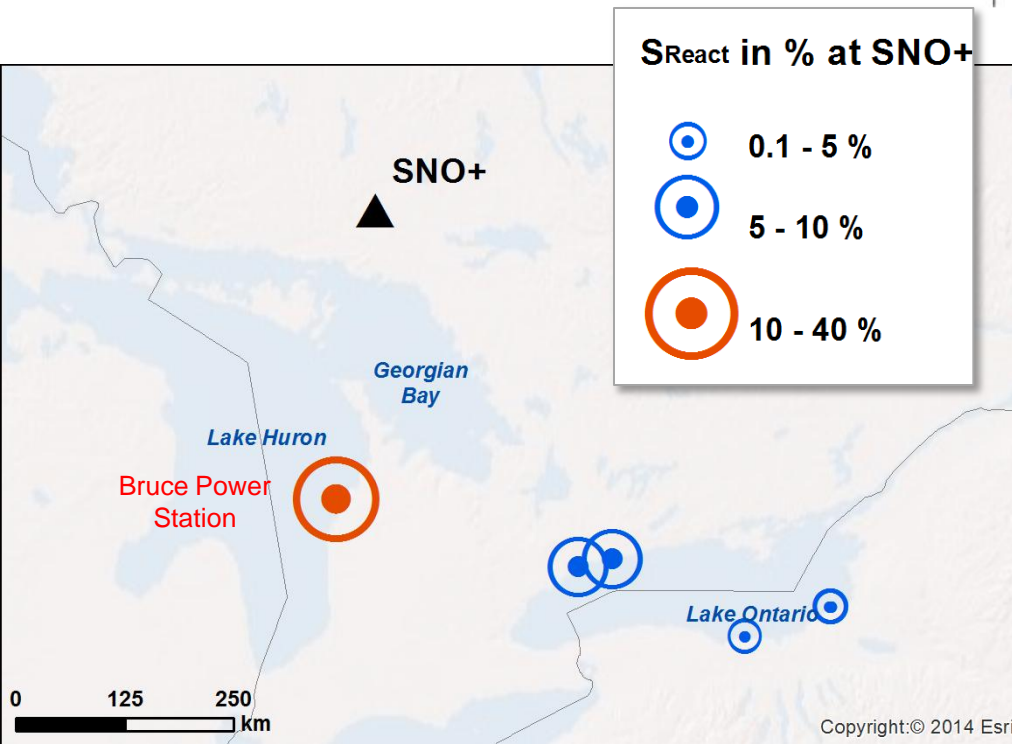 SReact in % at SNO+
0.1 - 5 %
5 - 10 %
10 - 40 %
SNO+
Georgian
Bay
Lake Huron
Bruce Power
Station
Lake Ontario
0 125 250
km
Copyright:© 2014 Esri